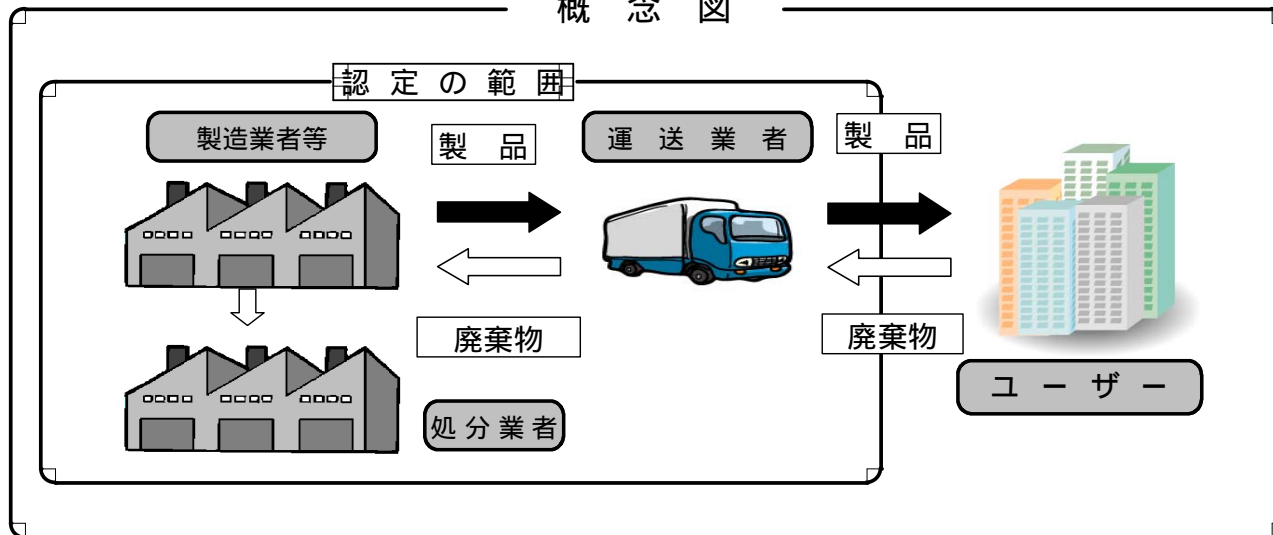 概 念 図
認 定 の 範 囲
製造業者等
製 品
運 送 業 者
製 品
廃棄物
廃棄物
処 分 業 者
ユ ー ザ ー